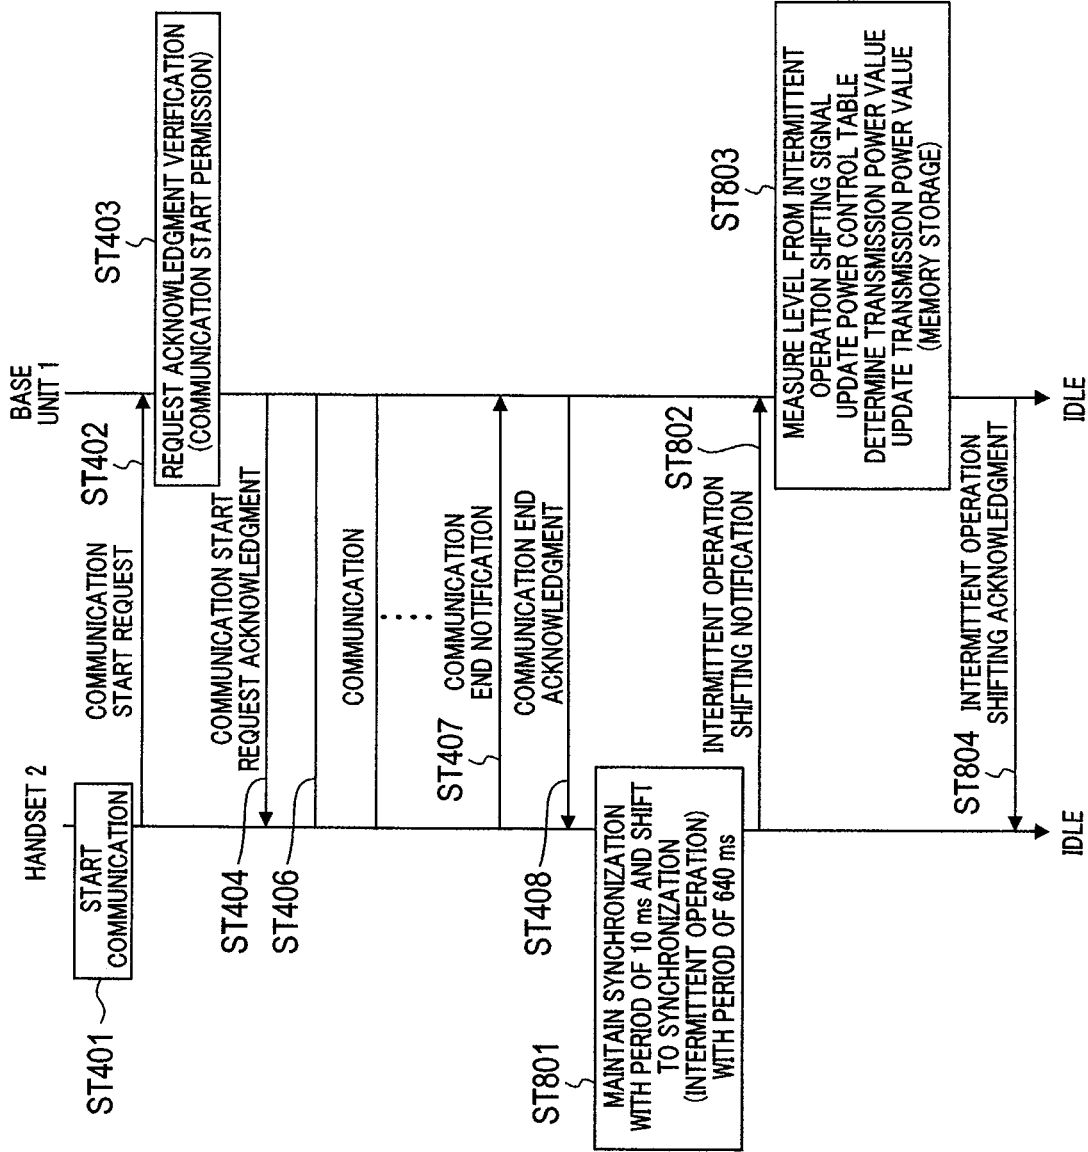 HANDSET 2
BASE
UNIT 1
ST401
START
COMMUNICATION
COMMUNICATION
START REQUEST
ST402
ST403
REQUEST ACKNOWLEDGMENT VERIFICATION
(COMMUNICATION START PERMISSION)
ST404
COMMUNICATION START
REQUEST ACKNOWLEDGMENT
ST406
COMMUNICATION
ST407
COMMUNICATION
END NOTIFICATION
ST408
COMMUNICATION END
ACKNOWLEDGMENT
ST801
MAINTAIN SYNCHRONIZATION
WITH PERIOD OF 10 ms AND SHIFT
TO SYNCHRONIZATION
(INTERMITTENT OPERATION)
WITH PERIOD OF 640 ms
INTERMITTENT OPERATION
SHIFTING NOTIFICATION
ST802
ST803
MEASURE LEVEL FROM INTERMITTENT
OPERATION SHIFTING SIGNAL
UPDATE POWER CONTROL TABLE
DETERMINE TRANSMISSION POWER VALUE
UPDATE TRANSMISSION POWER VALUE
(MEMORY STORAGE)
ST804
INTERMITTENT OPERATION
SHIFTING ACKNOWLEDGMENT
IDLE
IDLE